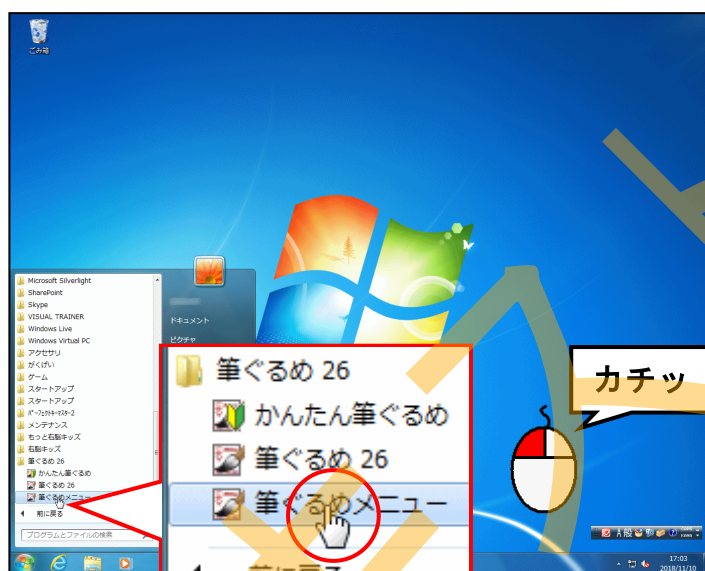 ごみ箱
Microsoft Silverlight
SharePoint
Skype
VISUAL TRAINER
Windows Live
Windows Virtual PC
アクセサリ
がくげい
ゲーム
スタートアップ
スタートアップ
ﾊﾟｰﾌｪｸﾄｷｰﾏｽﾀｰ2
メンテナンス
もっと右脳キッズ
右脳キッズ
筆ぐるめ 26
かんたん筆ぐるめ
筆ぐるめ 26
筆ぐるめメニュー
前に戻る
プログラムとファイルの検索
ドキュメント
ピクチャ
筆ぐるめ 26
かんたん筆ぐるめ
筆ぐるめ 26
筆ぐるめメニュー
前に戻る
カチッ
A 般
17:03
2018/11/10